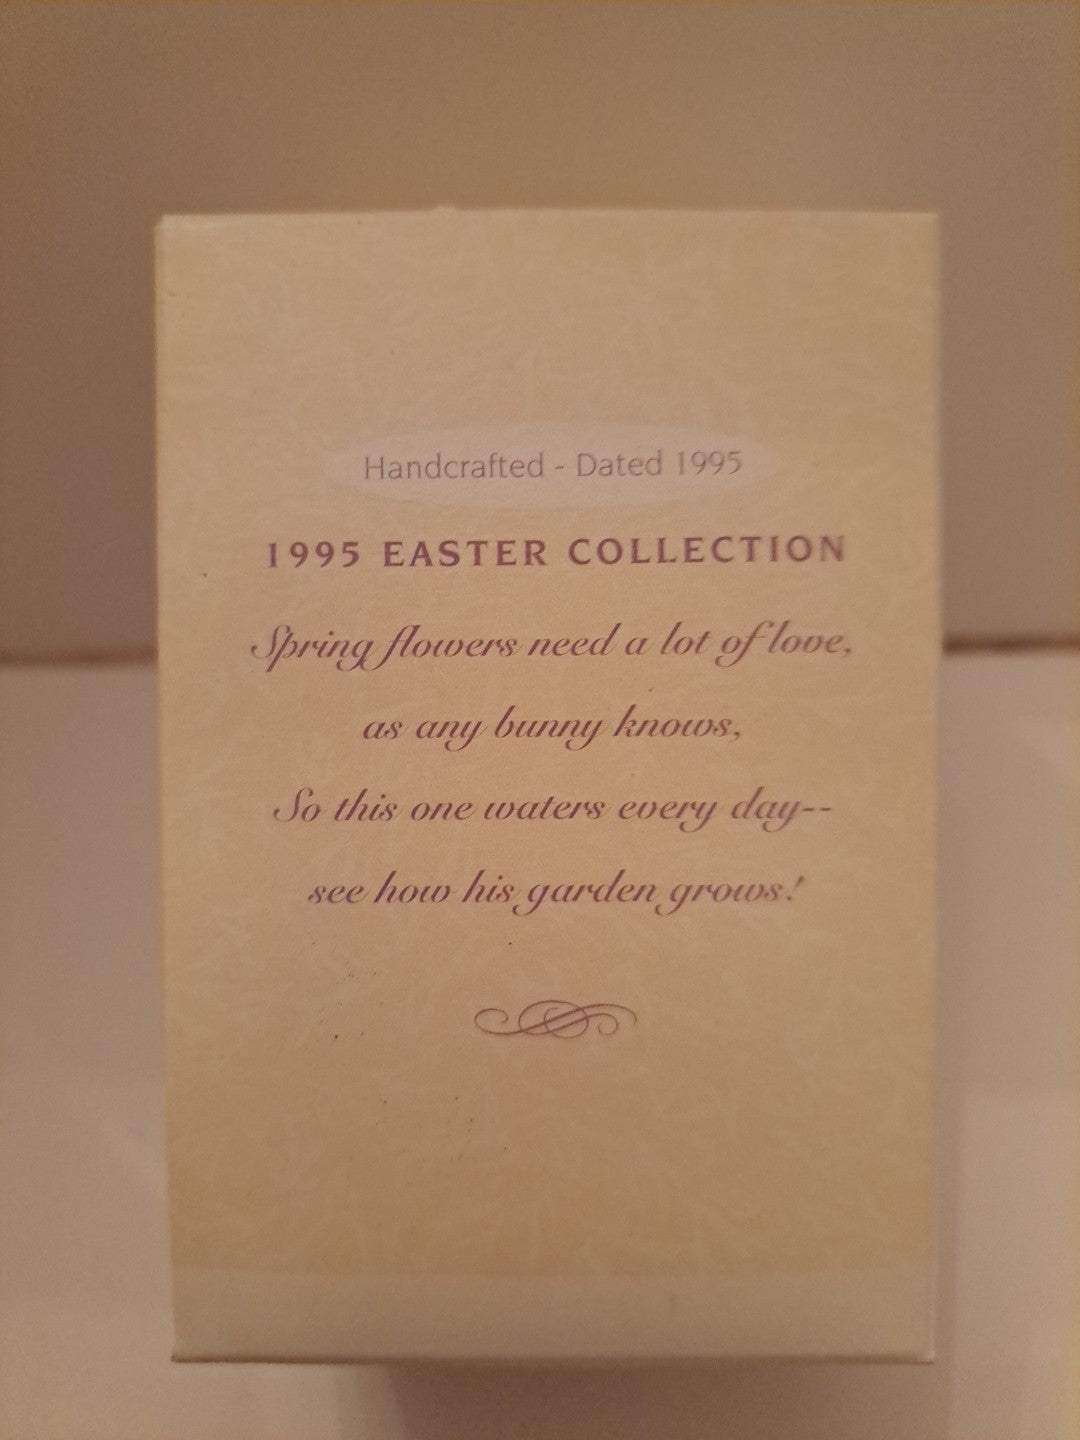 Handcrafted - Dated 1995
1995 EASTER COLLECTION
Spring flowers need a lot of love,
as any bunny knows,
So this one waters every day--
see how his garden grows!